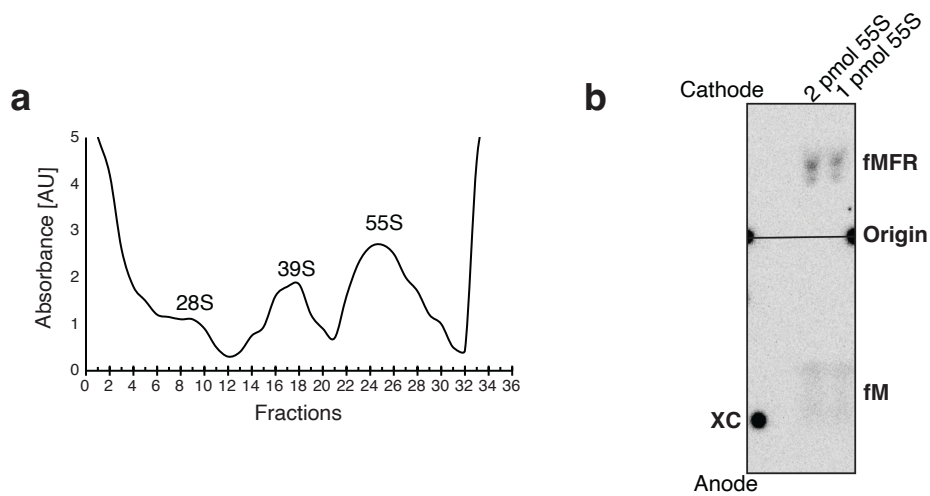 a
Absorbance [AU]
5
4
3
2
1
0
28S
39S
55S
0 2 4 6 8 10 12 14 16 18 20 22 24 26 28 30 32 34 36
Fractions
b
Cathode
2 pmol 55S
1 pmol 55S
fMFR
Origin
fM
XC
Anode